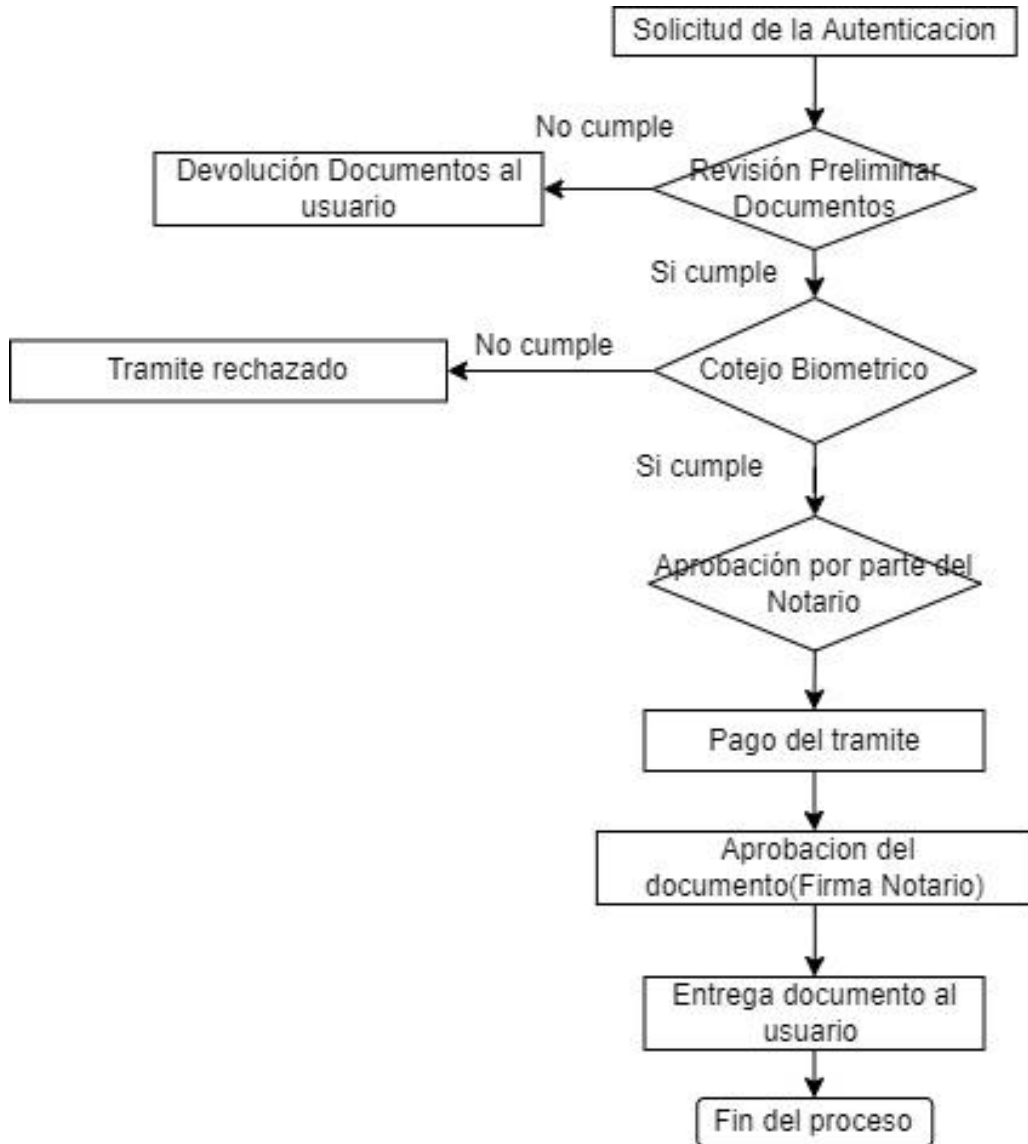 Solicitud de la Autenticacion
No cumple
Devolución Documentos al
usuario
Revisión Preliminar
Documentos
Si cumple
No cumple
Tramite rechazado
Cotejo Biometrico
Si cumple
Aprobación por parte del
Notario
Pago del tramite
Aprobacion del
documento(Firma Notario)
Entrega documento al
usuario
Fin del proceso